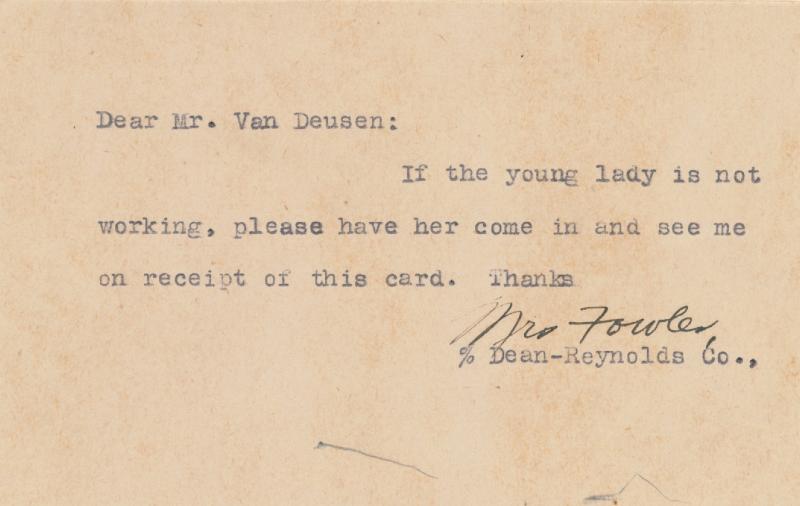 Dear Mr. Van Deusen:
If the young lady is not
working, please have her come in and see me
on receipt of this card. Thanks
Mrs Fowler,
% Dean-Reynolds Co.,